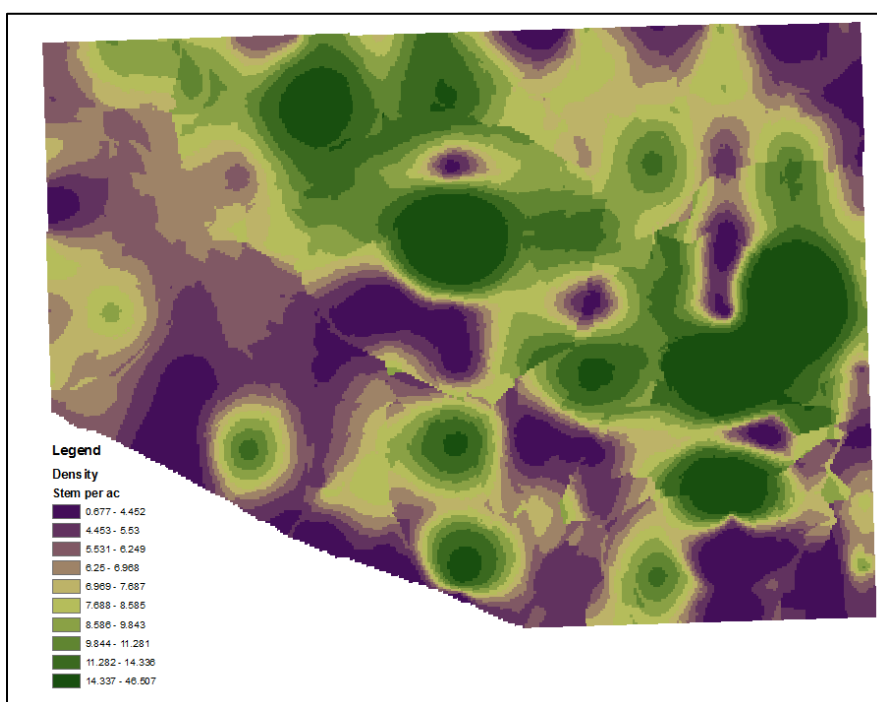 Legend
Density
Stem per ac
0.677 - 4.452
4.453 - 5.53
5.531 - 6.249
6.25 - 6.968
6.969 - 7.687
7.688 - 8.585
8.586 - 9.843
9.844 - 11.281
11.282 - 14.336
14.337 - 46.507